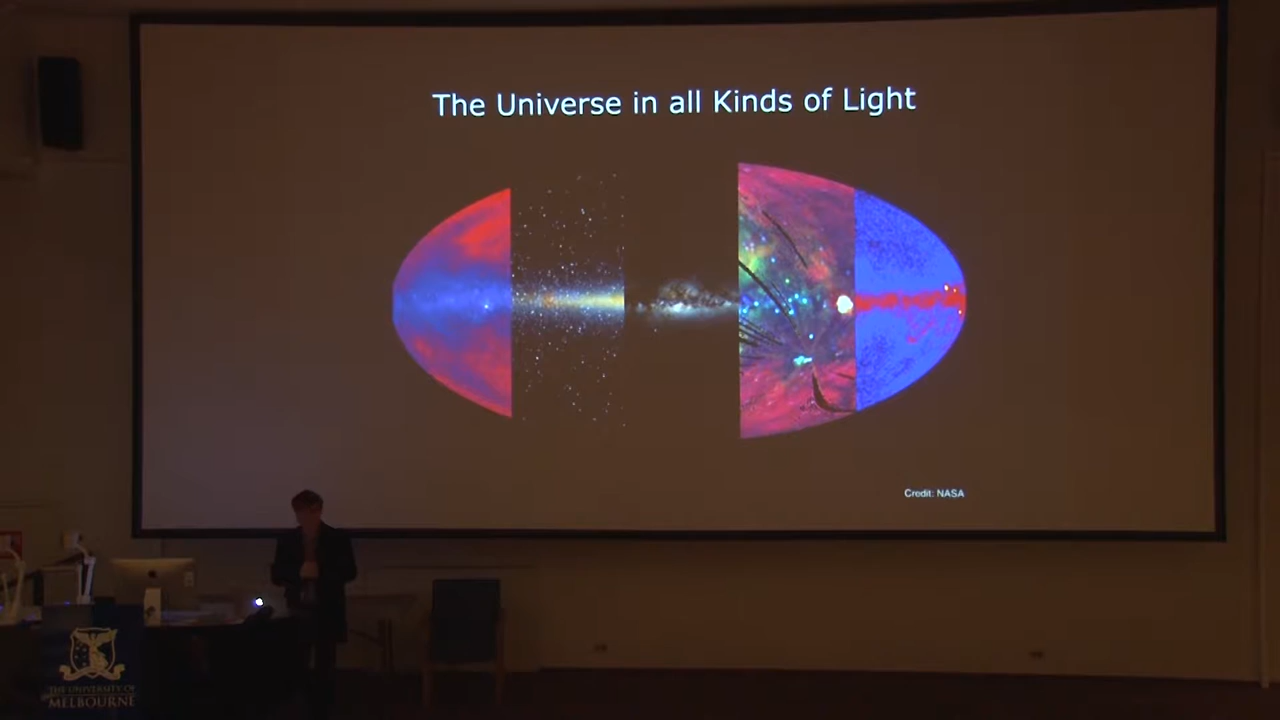 The Universe in all Kinds of Light
Credit: NASA
THE UNIVERSITY OF
MELBOURNE